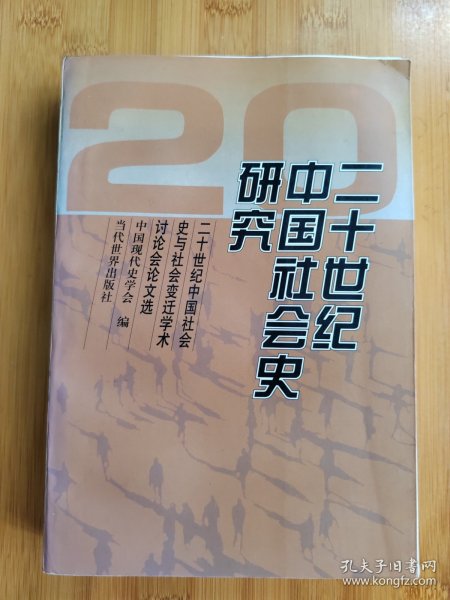 20
二十世纪
中国社会史
研究
二十世纪中国社会
史与社会变迁学术
讨论会论文选
中国现代史学会 编
当代世界出版社
孔夫子旧书网
www.kongfz.com